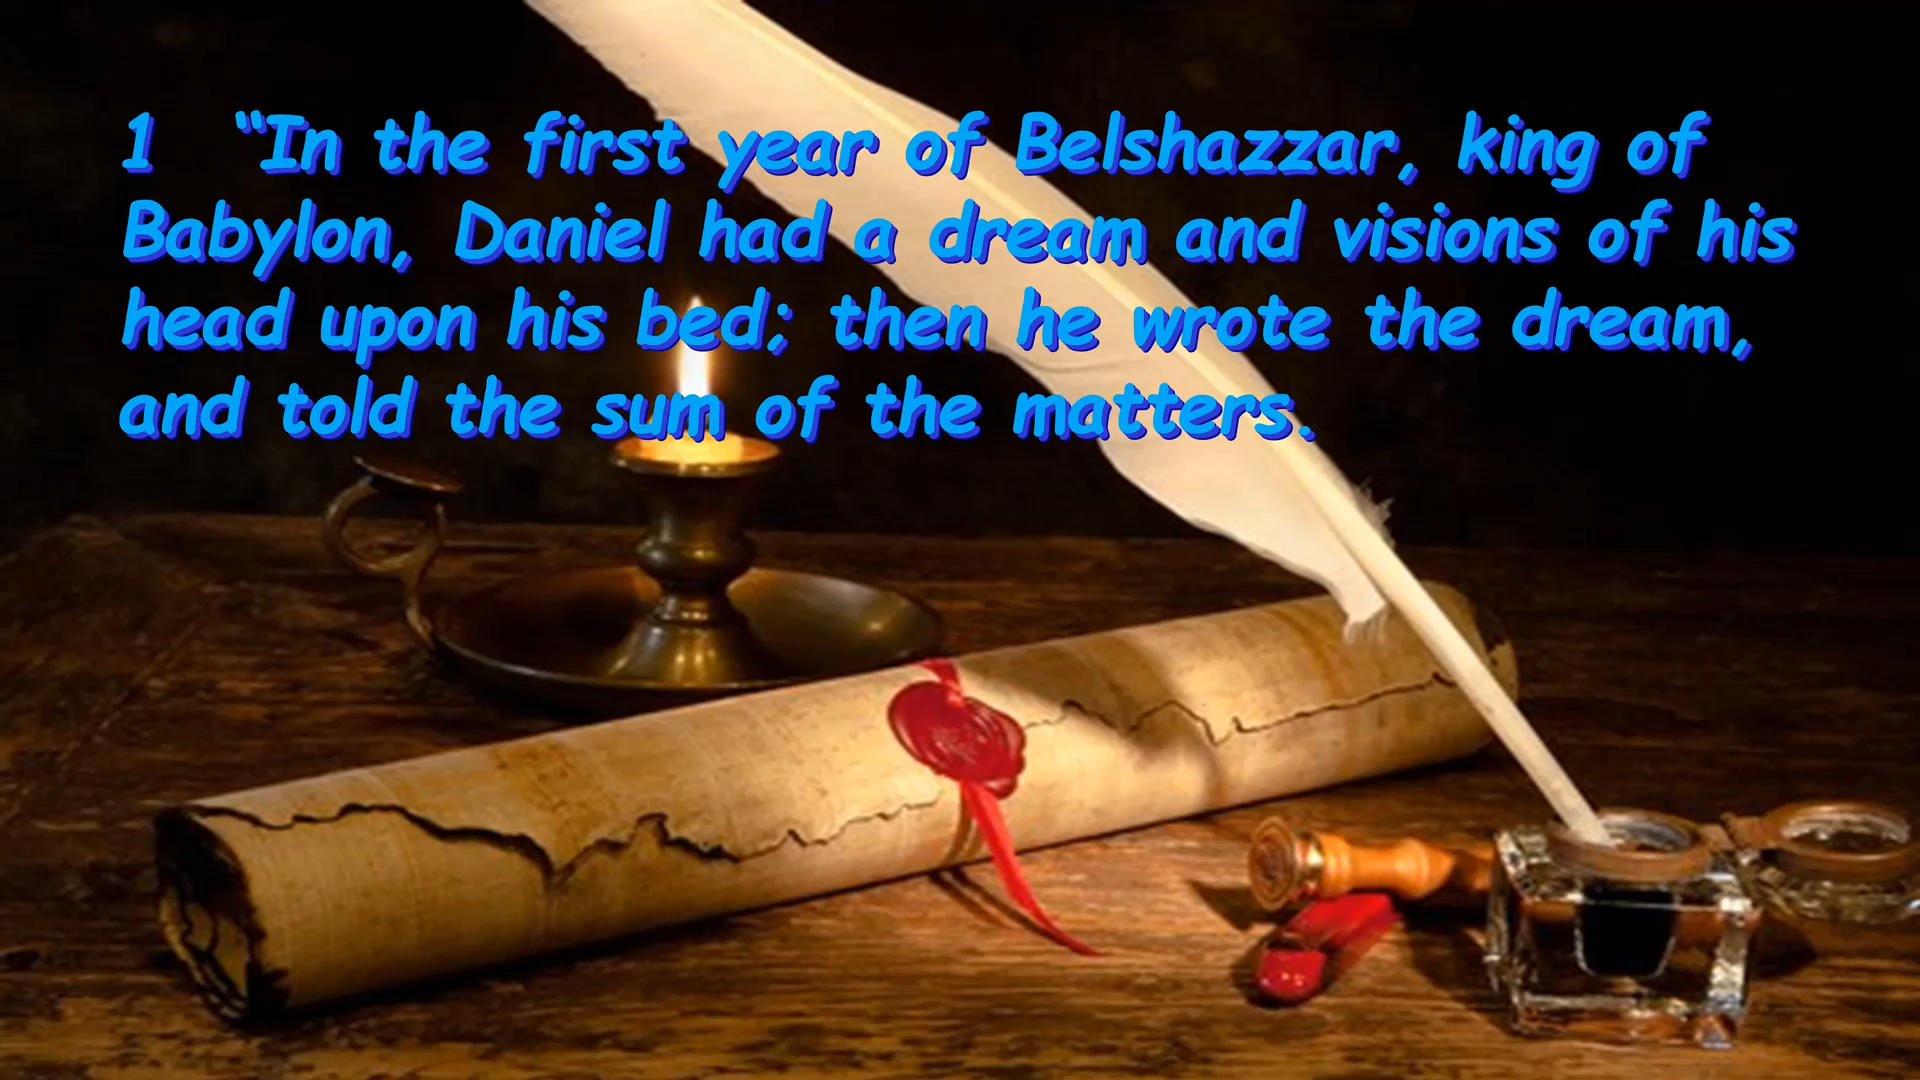 1 “In the first year of Belshazzar, king of
Babylon, Daniel had a dream and visions of his
head upon his bed; then he wrote the dream,
and told the sum of the matters.